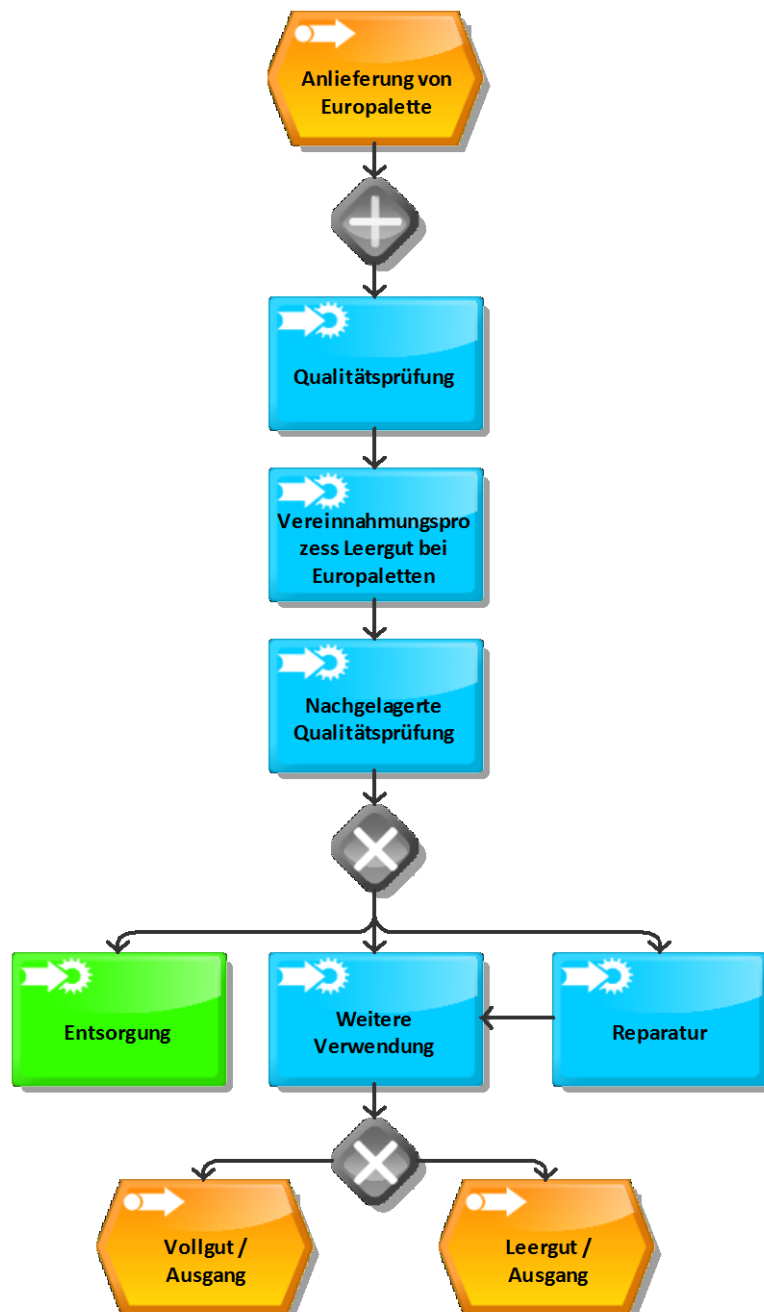 Anlieferung von
Europalette
Qualitätsprüfung
Vereinnahmungspro
zess Leergut bei
Europaletten
Nachgelagerte
Qualitätsprüfung
Entsorgung
Weitere
Verwendung
Reparatur
Vollgut /
Ausgang
Leergut /
Ausgang